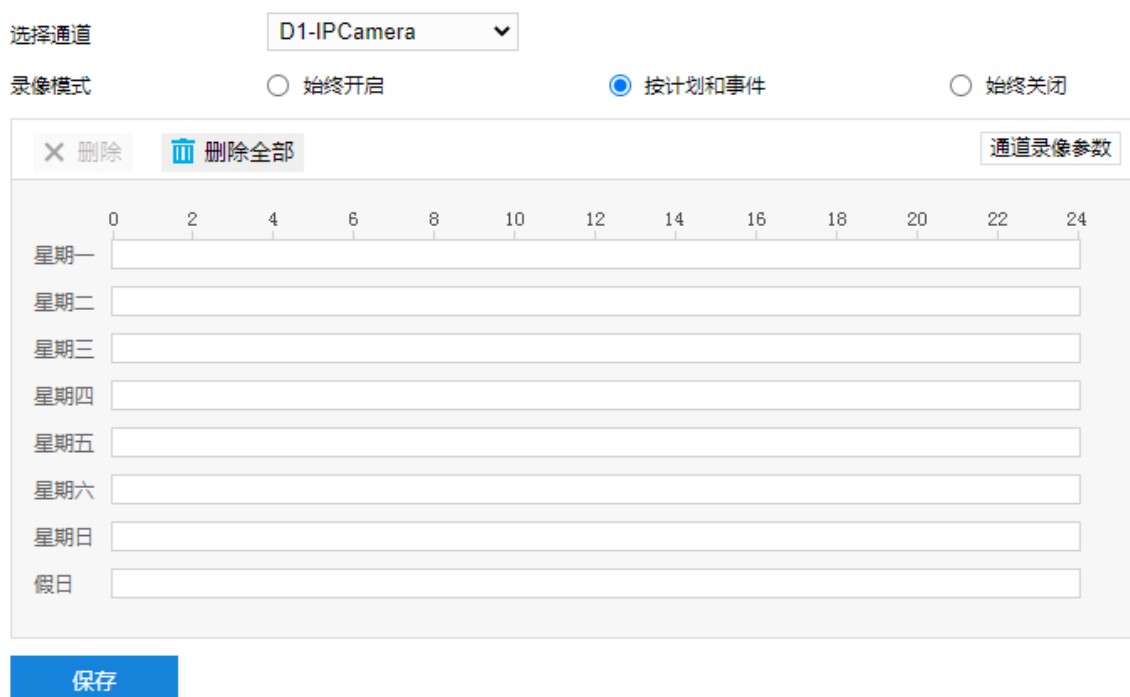 选择通道 D1-IPCamera
录像模式 始终开启 按计划和事件 始终关闭
删除 删除全部 通道录像参数
0 2 4 6 8 10 12 14 16 18 20 22 24
星期一
星期二
星期三
星期四
星期五
星期六
星期日
假日
保存